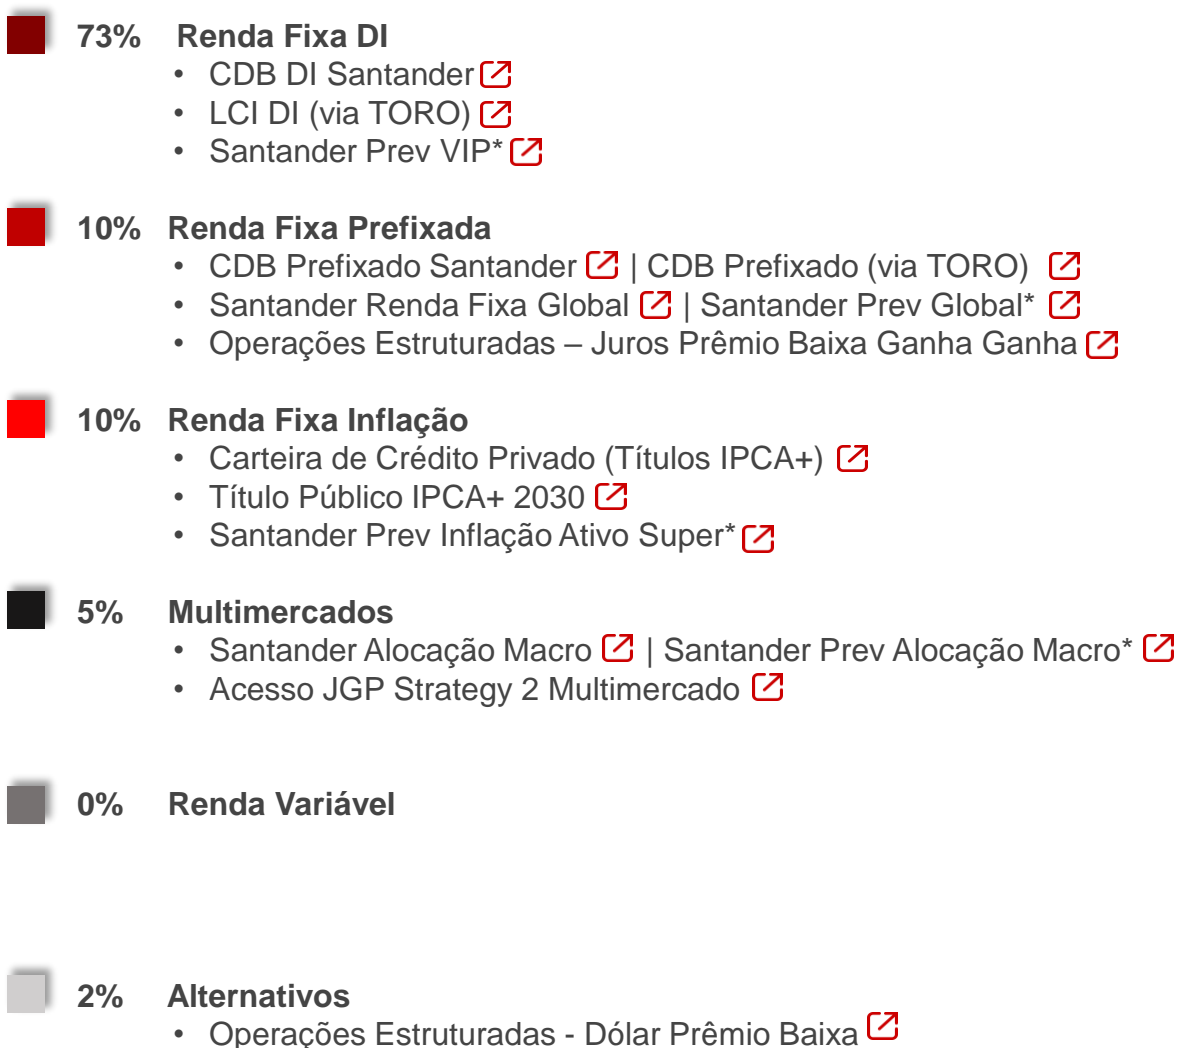 73% Renda Fixa DI
• CDB DI Santander
• LCI DI (via TORO)
• Santander Prev VIP*
10% Renda Fixa Prefixada
• CDB Prefixado Santander | CDB Prefixado (via TORO)
• Santander Renda Fixa Global | Santander Prev Global*
• Operações Estruturadas – Juros Prêmio Baixa Ganha Ganha
10% Renda Fixa Inflação
• Carteira de Crédito Privado (Títulos IPCA+)
• Título Público IPCA+ 2030
• Santander Prev Inflação Ativo Super*
5% Multimercados
• Santander Alocação Macro | Santander Prev Alocação Macro*
• Acesso JGP Strategy 2 Multimercado
0% Renda Variável
2% Alternativos
• Operações Estruturadas - Dólar Prêmio Baixa